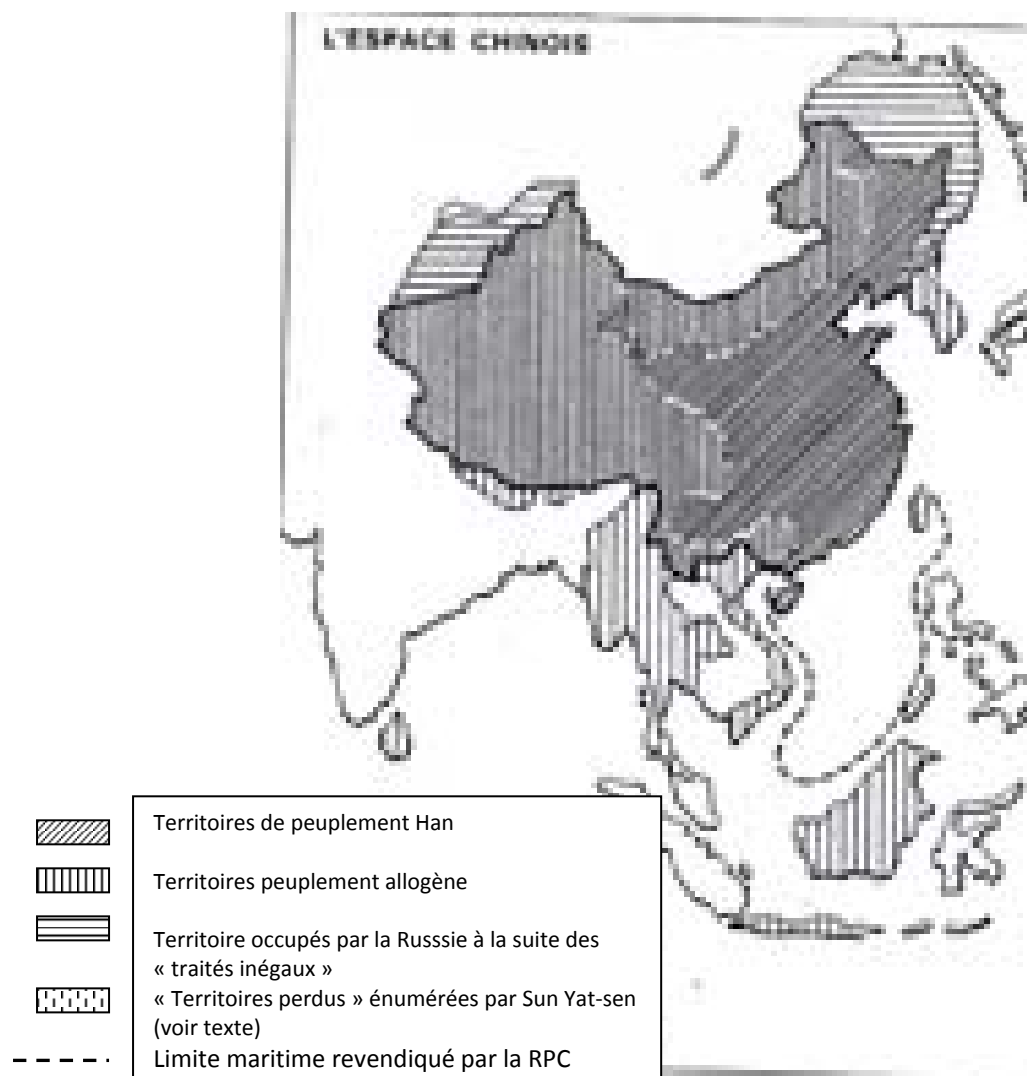 L'ESPACE CHINOIS
Territoires de peuplement Han
Territoires peuplement allogène
Territoire occupés par la Russsie à la suite des
« traités inégaux »
« Territoires perdus » énumérées par Sun Yat-sen
(voir texte)
Limite maritime revendiqué par la RPC